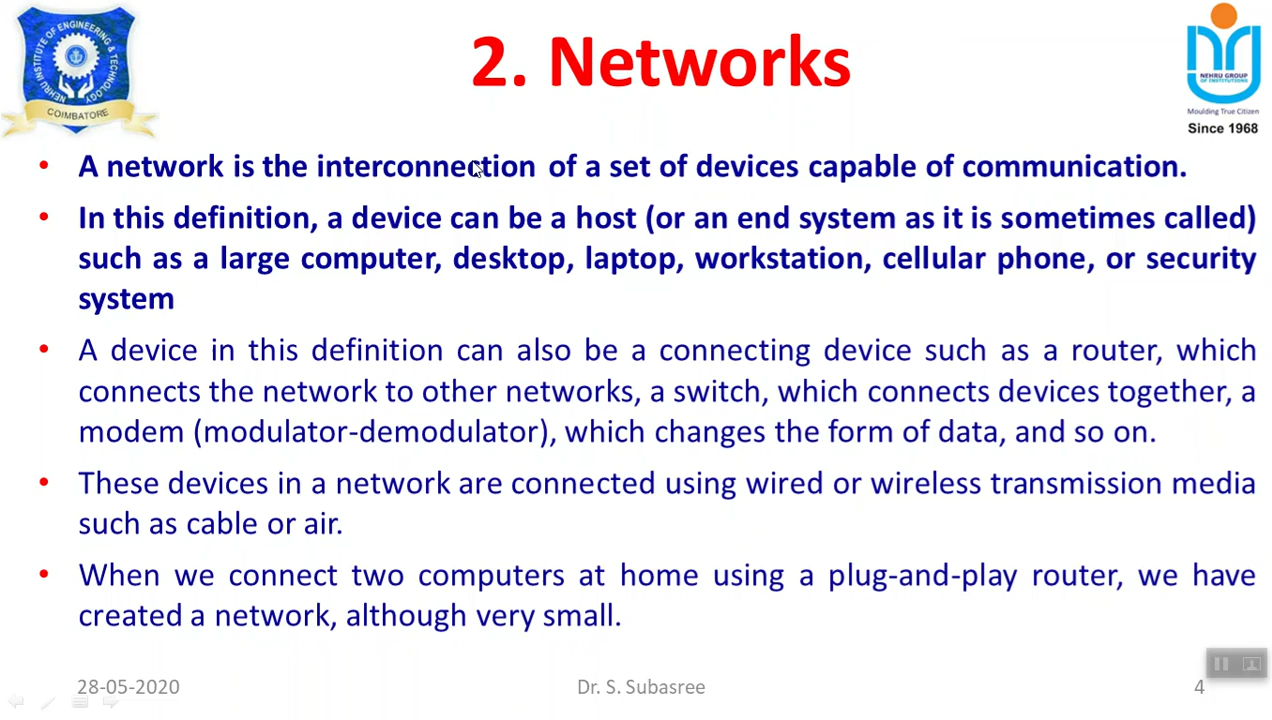 NEHRU INSTITUTE OF ENGINEERING & TECHNOLOGY
COIMBATORE
2. Networks
NEHRU GROUP
OF INSTITUTIONS
Moulding True Citizen
Since 1968
• A network is the interconnection of a set of devices capable of communication.
• In this definition, a device can be a host (or an end system as it is sometimes called)
such as a large computer, desktop, laptop, workstation, cellular phone, or security
system
• A device in this definition can also be a connecting device such as a router, which
connects the network to other networks, a switch, which connects devices together, a
modem (modulator-demodulator), which changes the form of data, and so on.
• These devices in a network are connected using wired or wireless transmission media
such as cable or air.
• When we connect two computers at home using a plug-and-play router, we have
created a network, although very small.
28-05-2020
Dr. S. Subasree
4